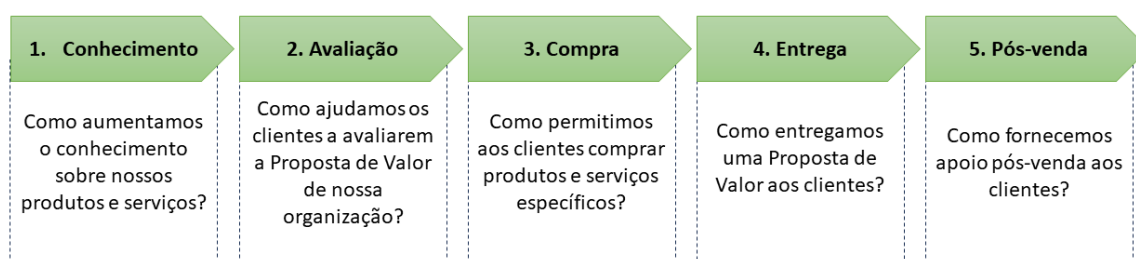 1. Conhecimento
2. Avaliação
3. Compra
4. Entrega
5. Pós-venda
Como aumentamos
o conhecimento
sobre nossos
produtos e serviços?
Como ajudamos os
clientes a avaliarem
a Proposta de Valor
de nossa
organização?
Como permitimos
aos clientes comprar
produtos e serviços
específicos?
Como entregamos
uma Proposta de
Valor aos clientes?
Como fornecemos
apoio pós-venda aos
clientes?